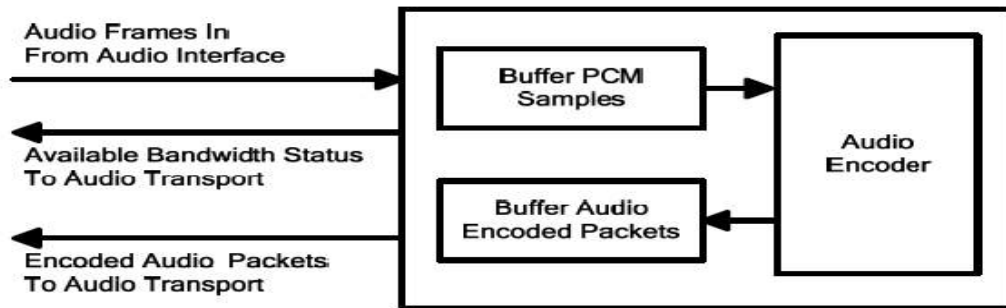 Audio Frames In
From Audio Interface
Available Bandwidth Status
To Audio Transport
Encoded Audio Packets
To Audio Transport
Buffer PCM
Samples
Buffer Audio
Encoded Packets
Audio
Encoder